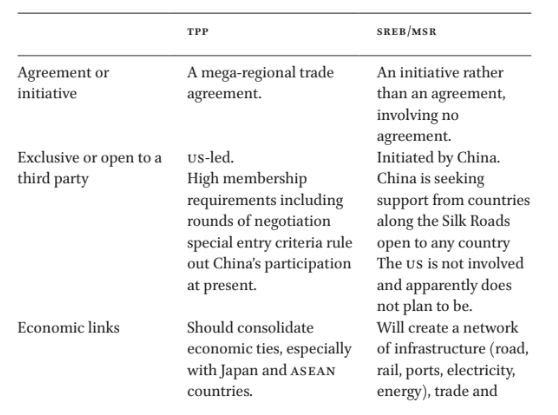 TPP SREB/MSR
Agreement or initiative
A mega-regional trade
agreement.
An initiative rather
than an agreement,
involving no
agreement.
Exclusive or open to a
third party
US-led.
High membership
requirements including
rounds of negotiation
special entry criteria rule
out China's participation
at present.
Initiated by China.
China is seeking
support from countries
along the Silk Roads
open to any country
The US is not involved
and apparently does
not plan to be.
Economic links
Should consolidate
economic ties, especially
with Japan and ASEAN
countries.
Will create a network
of infrastructure (road,
rail, ports, electricity,
energy), trade and